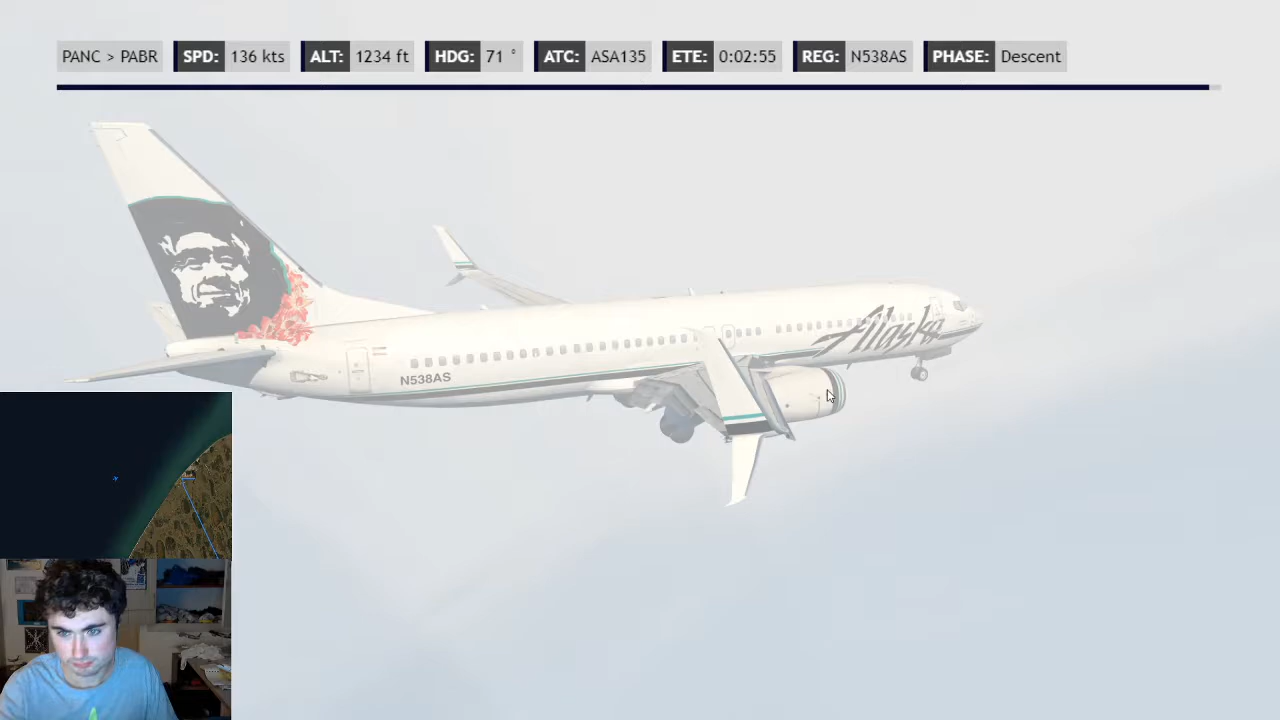 PANC > PABR SPD: 136 kts ALT: 1234 ft HDG: 71 ° ATC: ASA135 ETE: 0:02:55 REG: N538AS PHASE: Descent
Alaska
N538AS